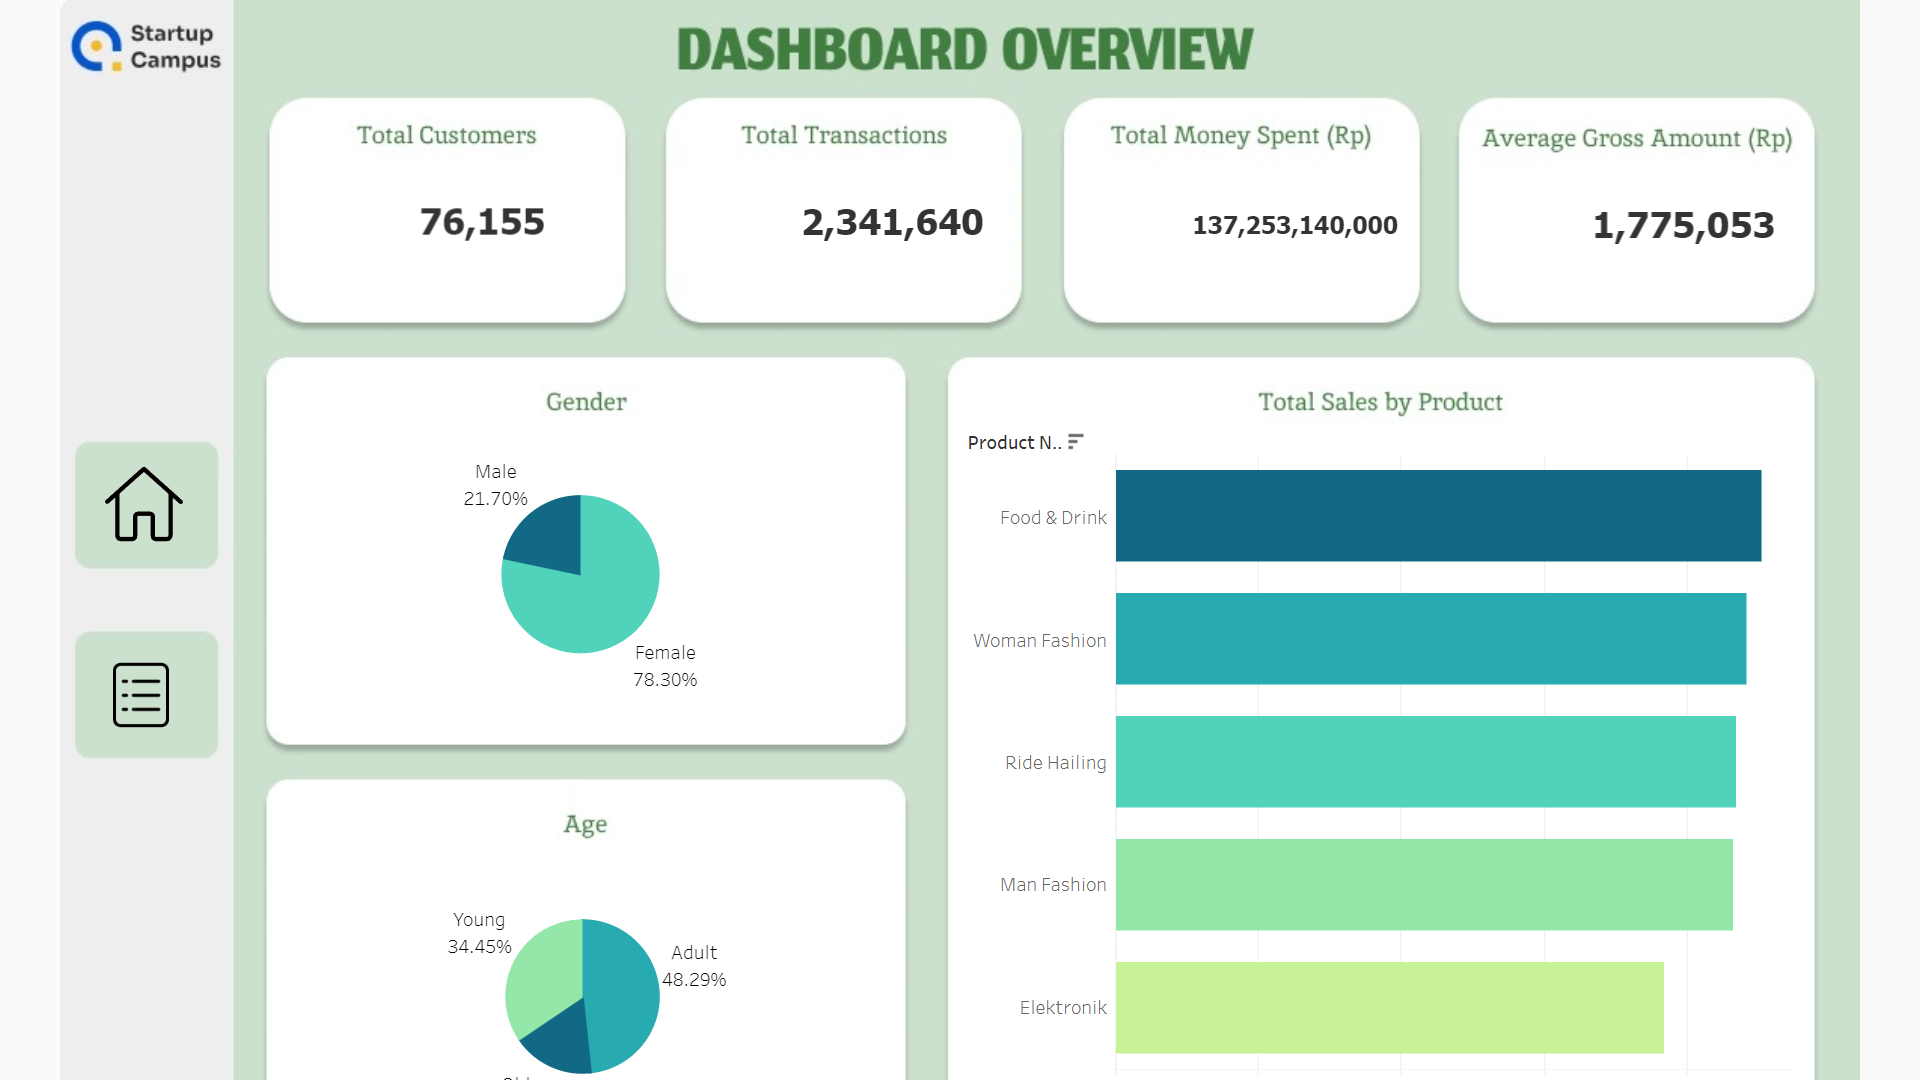 Startup
Campus
DASHBOARD OVERVIEW
Total Customers
76,155
Total Transactions
2,341,640
Total Money Spent (Rp)
137,253,140,000
Average Gross Amount (Rp)
1,775,053
Gender
Male
21.70%
Female
78.30%
Total Sales by Product
Product N..
Food & Drink
Woman Fashion
Ride Hailing
Man Fashion
Elektronik
Age
Young
34.45%
Adult
48.29%